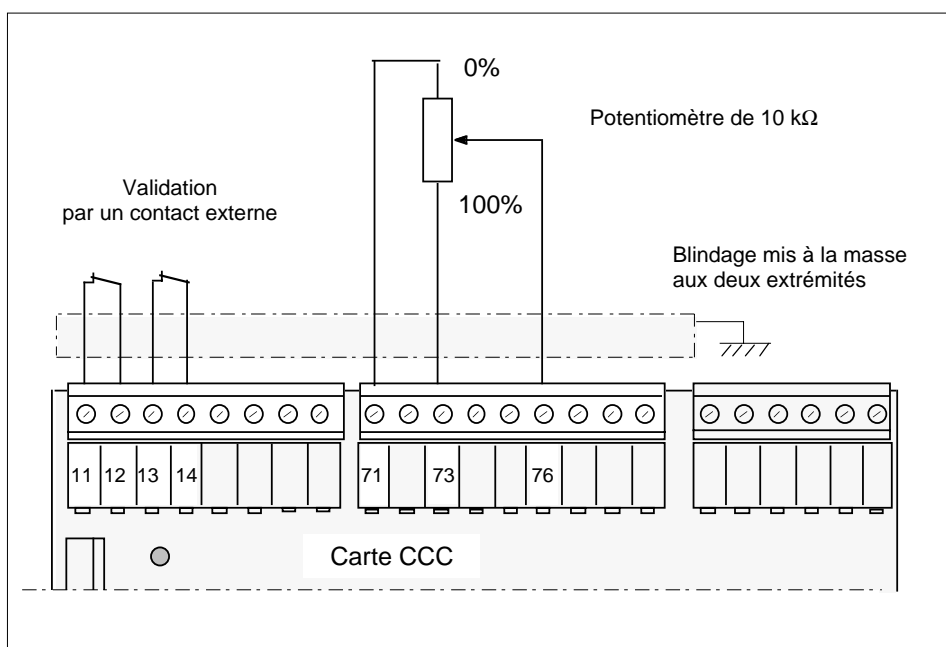 0%
Potentiomètre de 10 kΩ
Validation
par un contact externe
100%
Blindage mis à la masse
aux deux extrémités
11 12 13 14 71 73 76
Carte CCC